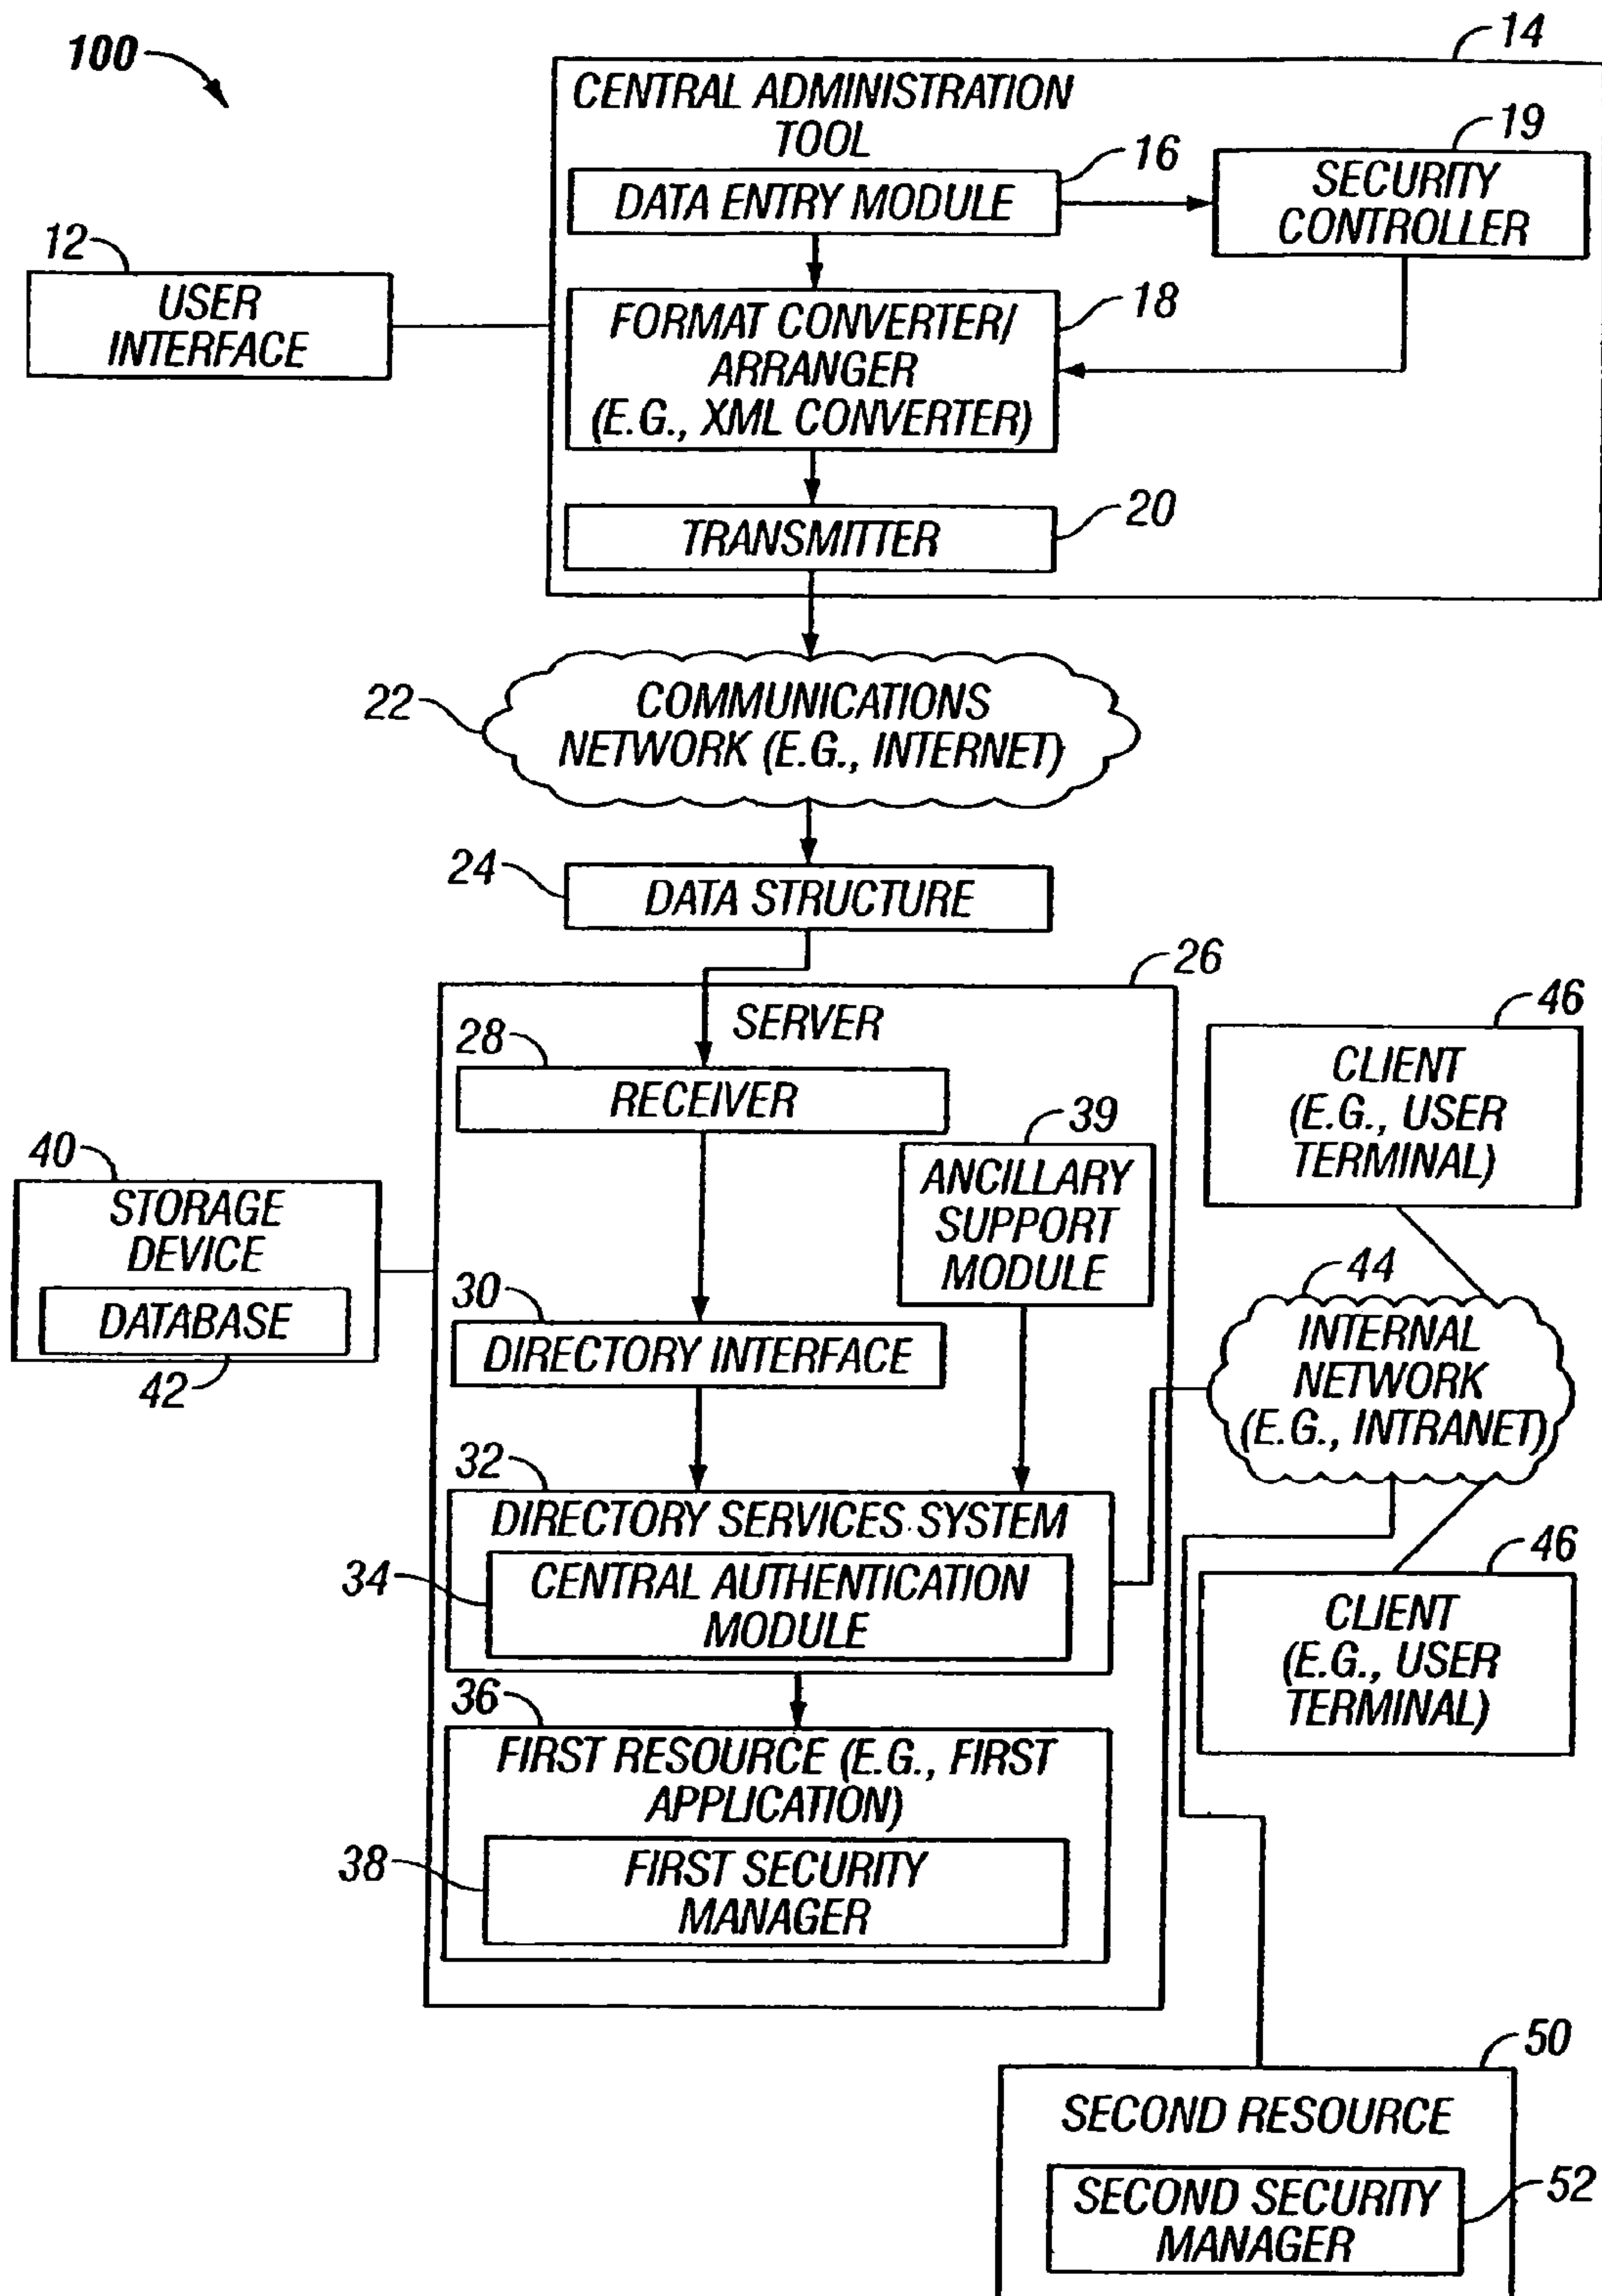 100
14
CENTRAL ADMINISTRATION
TOOL
16
DATA ENTRY MODULE
19
SECURITY
CONTROLLER
12
USER
INTERFACE
18
FORMAT CONVERTER/
ARRANGER
(E.G., XML CONVERTER)
20
TRANSMITTER
22
COMMUNICATIONS
NETWORK (E.G., INTERNET)
24
DATA STRUCTURE
26
SERVER
28
RECEIVER
39
ANCILLARY
SUPPORT
MODULE
46
CLIENT
(E.G., USER
TERMINAL)
40
STORAGE
DEVICE
DATABASE
42
30
DIRECTORY INTERFACE
44
INTERNAL
NETWORK
(E.G., INTRANET)
32
DIRECTORY SERVICES SYSTEM
34
CENTRAL AUTHENTICATION
MODULE
46
CLIENT
(E.G., USER
TERMINAL)
36
FIRST RESOURCE (E.G., FIRST
APPLICATION)
38
FIRST SECURITY
MANAGER
50
SECOND RESOURCE
SECOND SECURITY
MANAGER
52